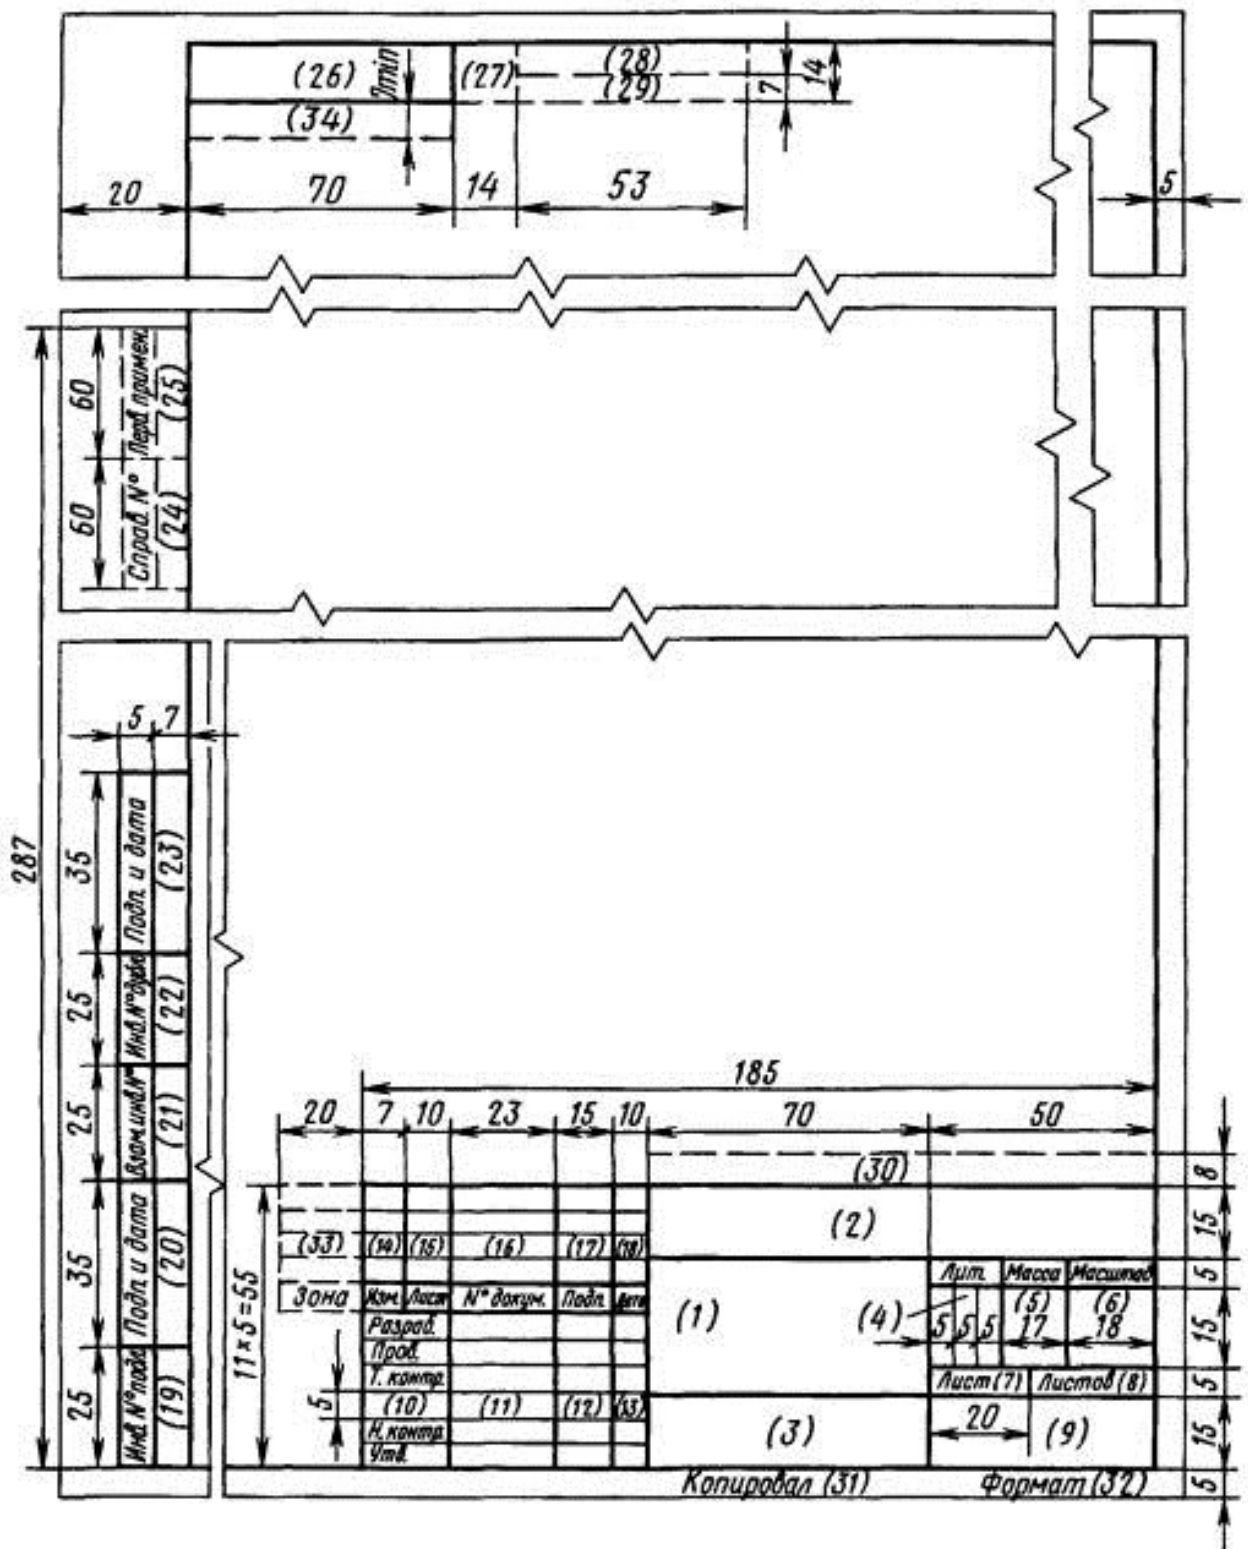 (26) 7min (27) (28) 7 14
(29)
(34)
20 70 14 53 5
60 Перв. примен. (25)
60 Справ. № (24)
287
5 7
35 Подп. и дата (23)
25 Инв. № дубл. (22)
25 Взам. инв. № (21)
35 Подп. и дата (20)
25 Инв. № подл. (19)
185
20 7 10 23 15 10 70 50
(30) 8
(2) 15
(33) (14) (15) (16) (17) (18)
Лит. Масса Масштаб 5
Зона Изм. Лист № докум. Подп. Дата
(1) (4) (5) (6)
5 5 5 17 18 15
11×5=55
Разраб.
Пров.
Т. контр.
Лист (7) Листов (8) 5
5 (10) (11) (12) (13)
Н. контр.
Утв.
(3) 20 (9) 15
Копировал (31) Формат (32) 5